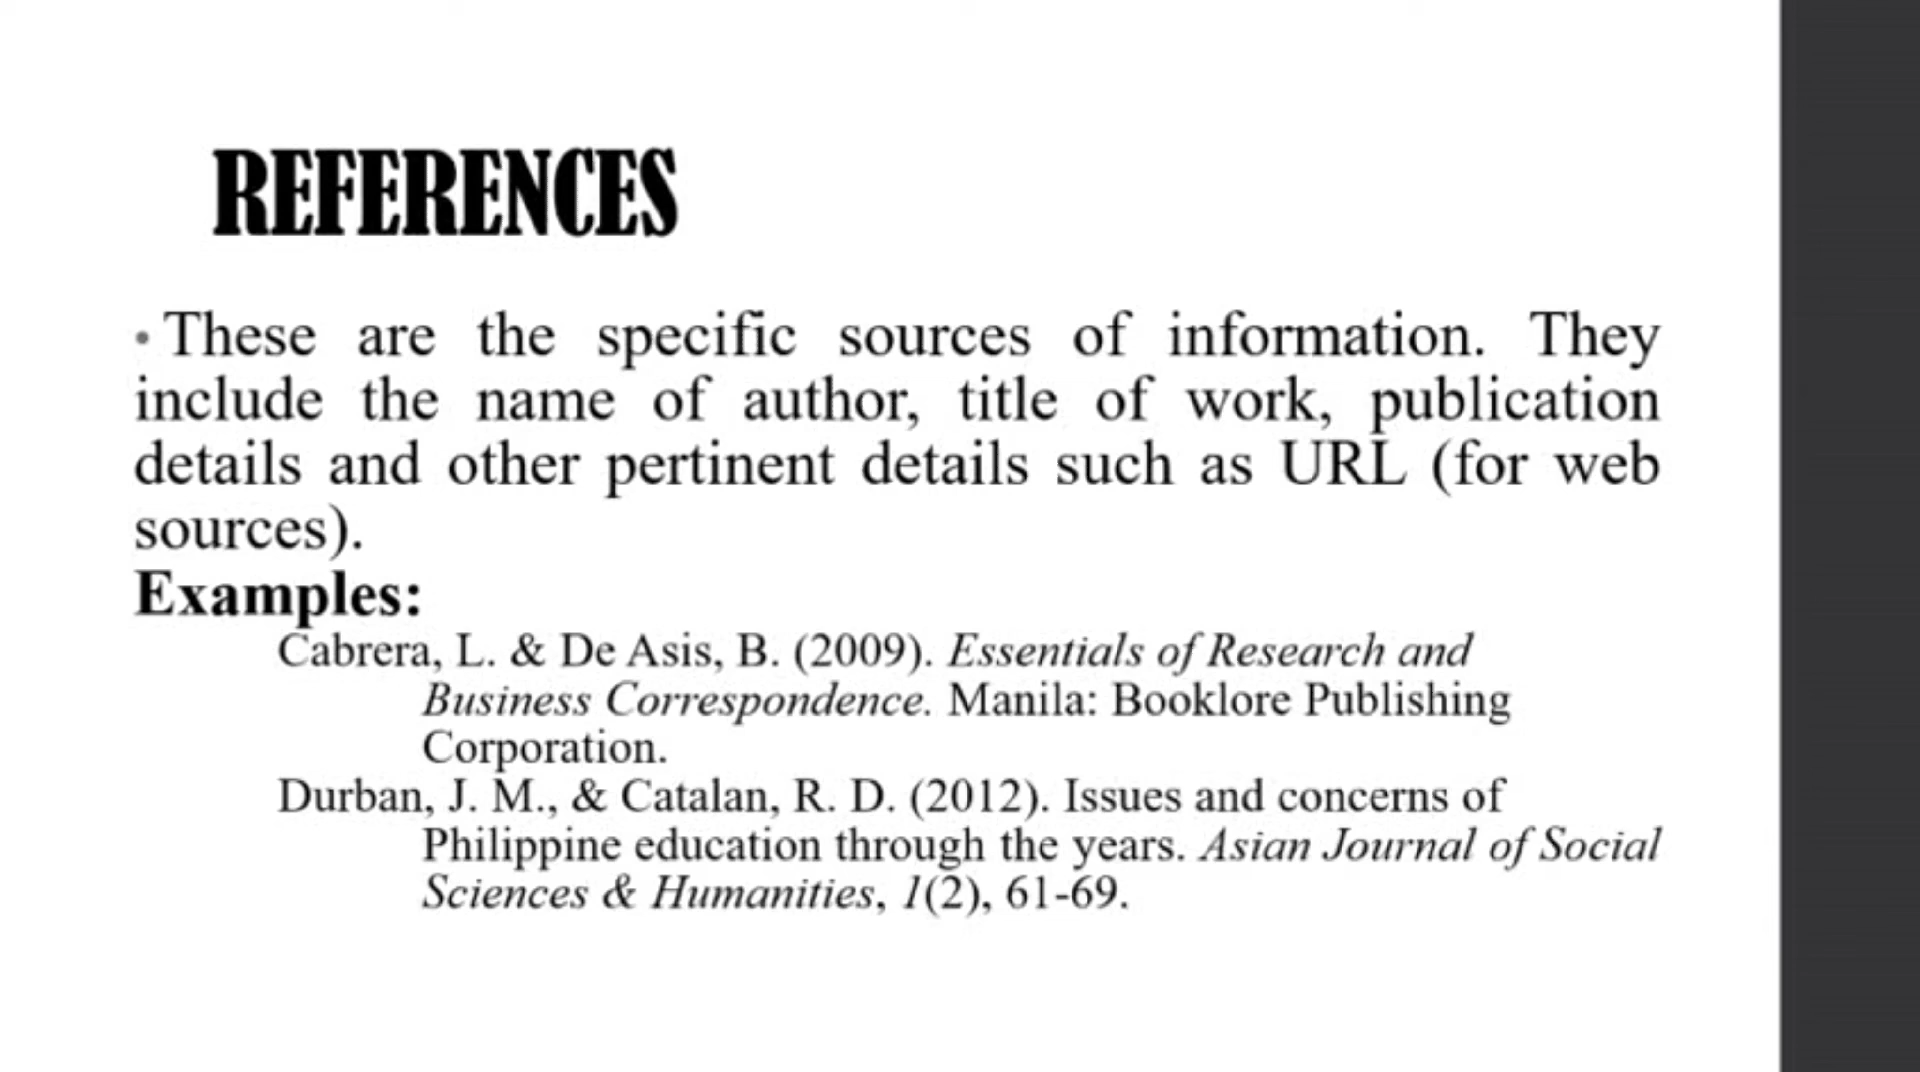 REFERENCES
• These are the specific sources of information. They
include the name of author, title of work, publication
details and other pertinent details such as URL (for web
sources).
Examples:
Cabrera, L. & De Asis, B. (2009). Essentials of Research and
Business Correspondence. Manila: Booklore Publishing
Corporation.
Durban, J. M., & Catalan, R. D. (2012). Issues and concerns of
Philippine education through the years. Asian Journal of Social
Sciences & Humanities, 1(2), 61-69.